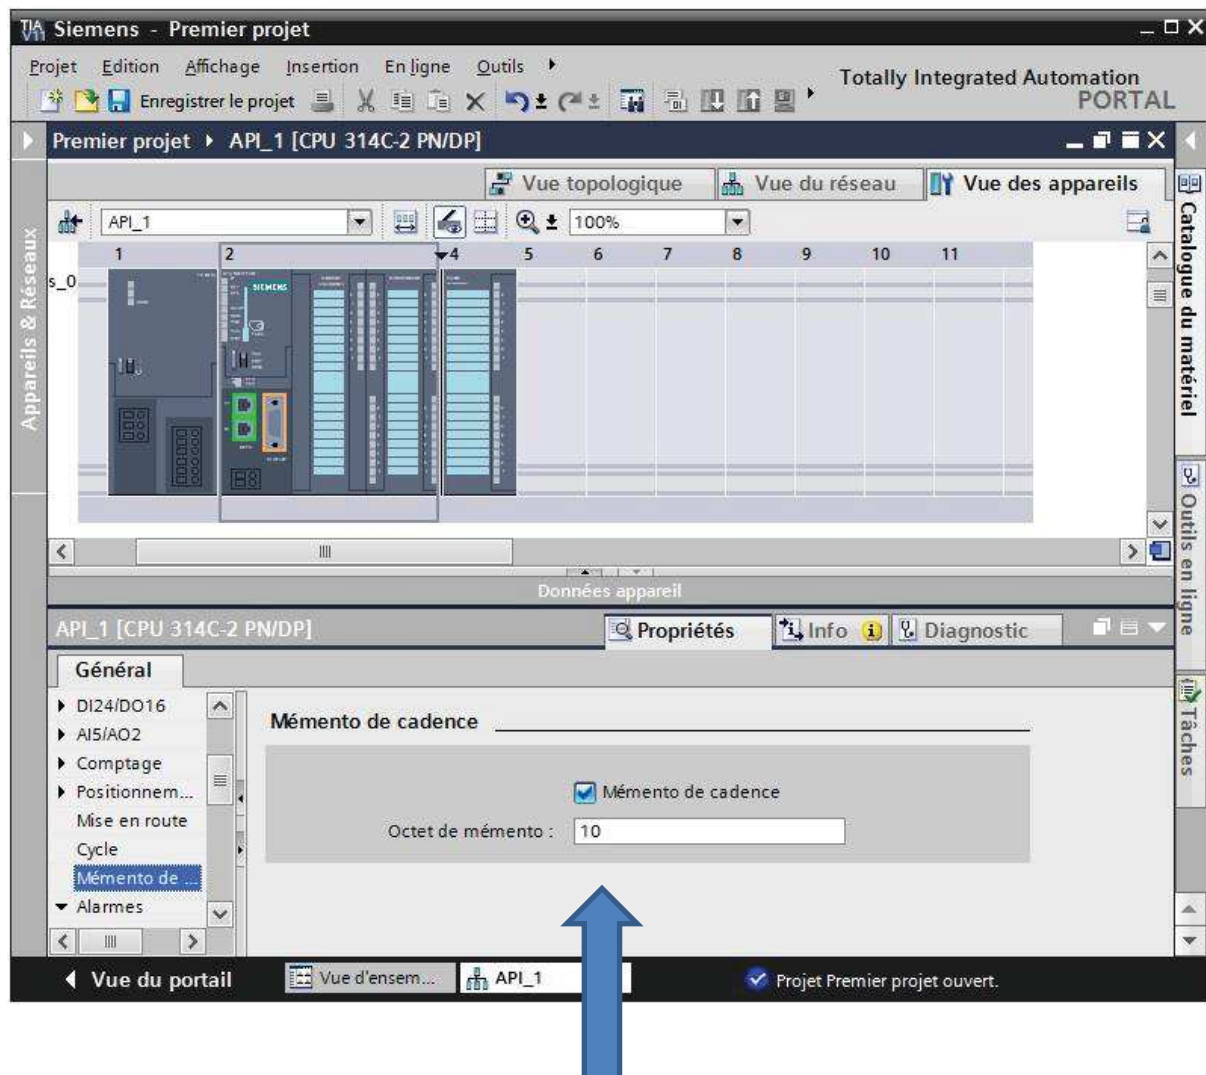 TIA V11 Siemens - Premier projet
Projet Edition Affichage Insertion En ligne Outils
Totally Integrated Automation
PORTAL
Enregistrer le projet
Premier projet API_1 [CPU 314C-2 PN/DP]
Vue topologique Vue du réseau Vue des appareils
API_1 100%
1 2 4 5 6 7 8 9 10 11
s_0
SIEMENS
Appareils & Réseaux
Catalogue du matériel
Outils en ligne
Tâches
Données appareil
API_1 [CPU 314C-2 PN/DP]
Propriétés Info Diagnostic
Général
DI24/DO16
AI5/AO2
Comptage
Positionnem...
Mise en route
Cycle
Mémento de ...
Alarmes
Mémento de cadence
Mémento de cadence
Octet de mémento : 10
Vue du portail Vue d'ensem... API_1 Projet Premier projet ouvert.